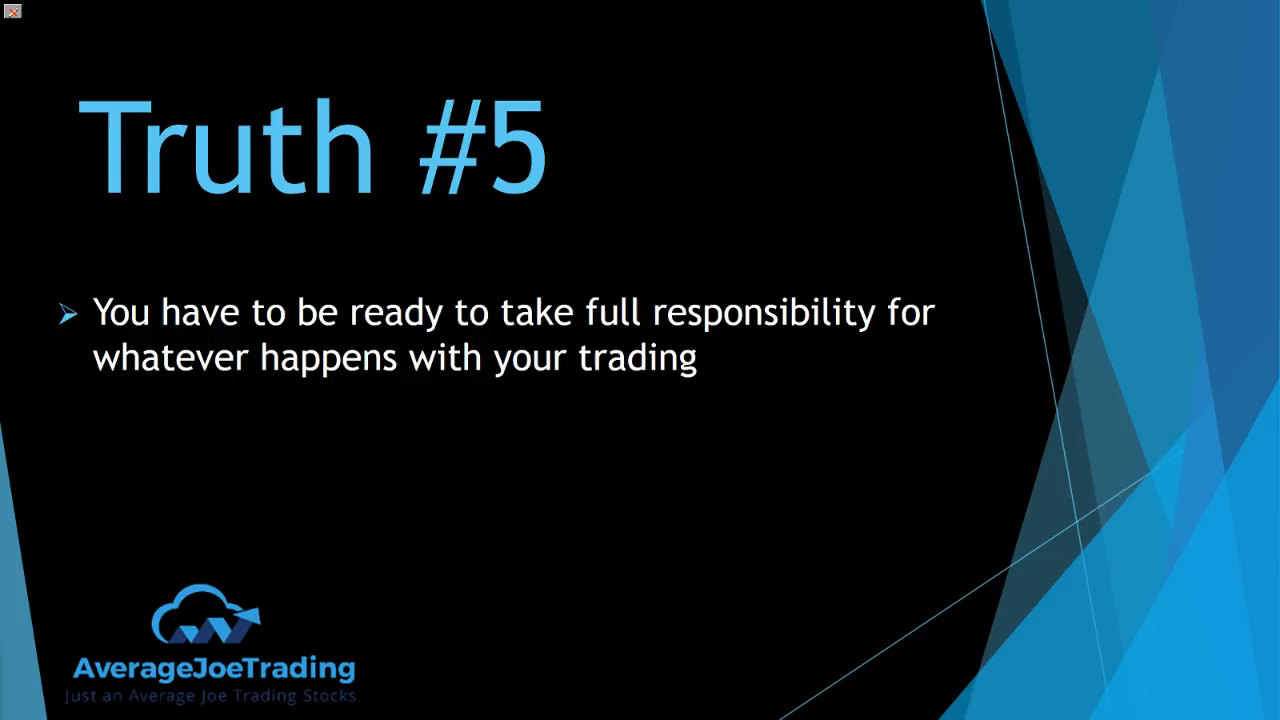 Truth #5
You have to be ready to take full responsibility for
whatever happens with your trading
AverageJoeTrading
Just an Average Joe Trading Stocks